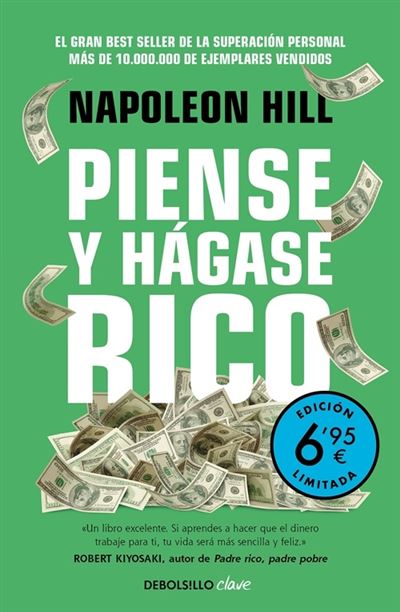 EL GRAN BEST SELLER DE LA SUPERACIÓN PERSONAL
MÁS DE 10.000.000 DE EJEMPLARES VENDIDOS
NAPOLEON HILL
PIENSE
Y HÁGASE
RICO
EDICIÓN
6'95
€
LIMITADA
«Un libro excelente. Si aprendes a hacer que el dinero
trabaje para ti, tu vida será más sencilla y feliz.»
ROBERT KIYOSAKI, autor de Padre rico, padre pobre
DEBOLS!LLO clave